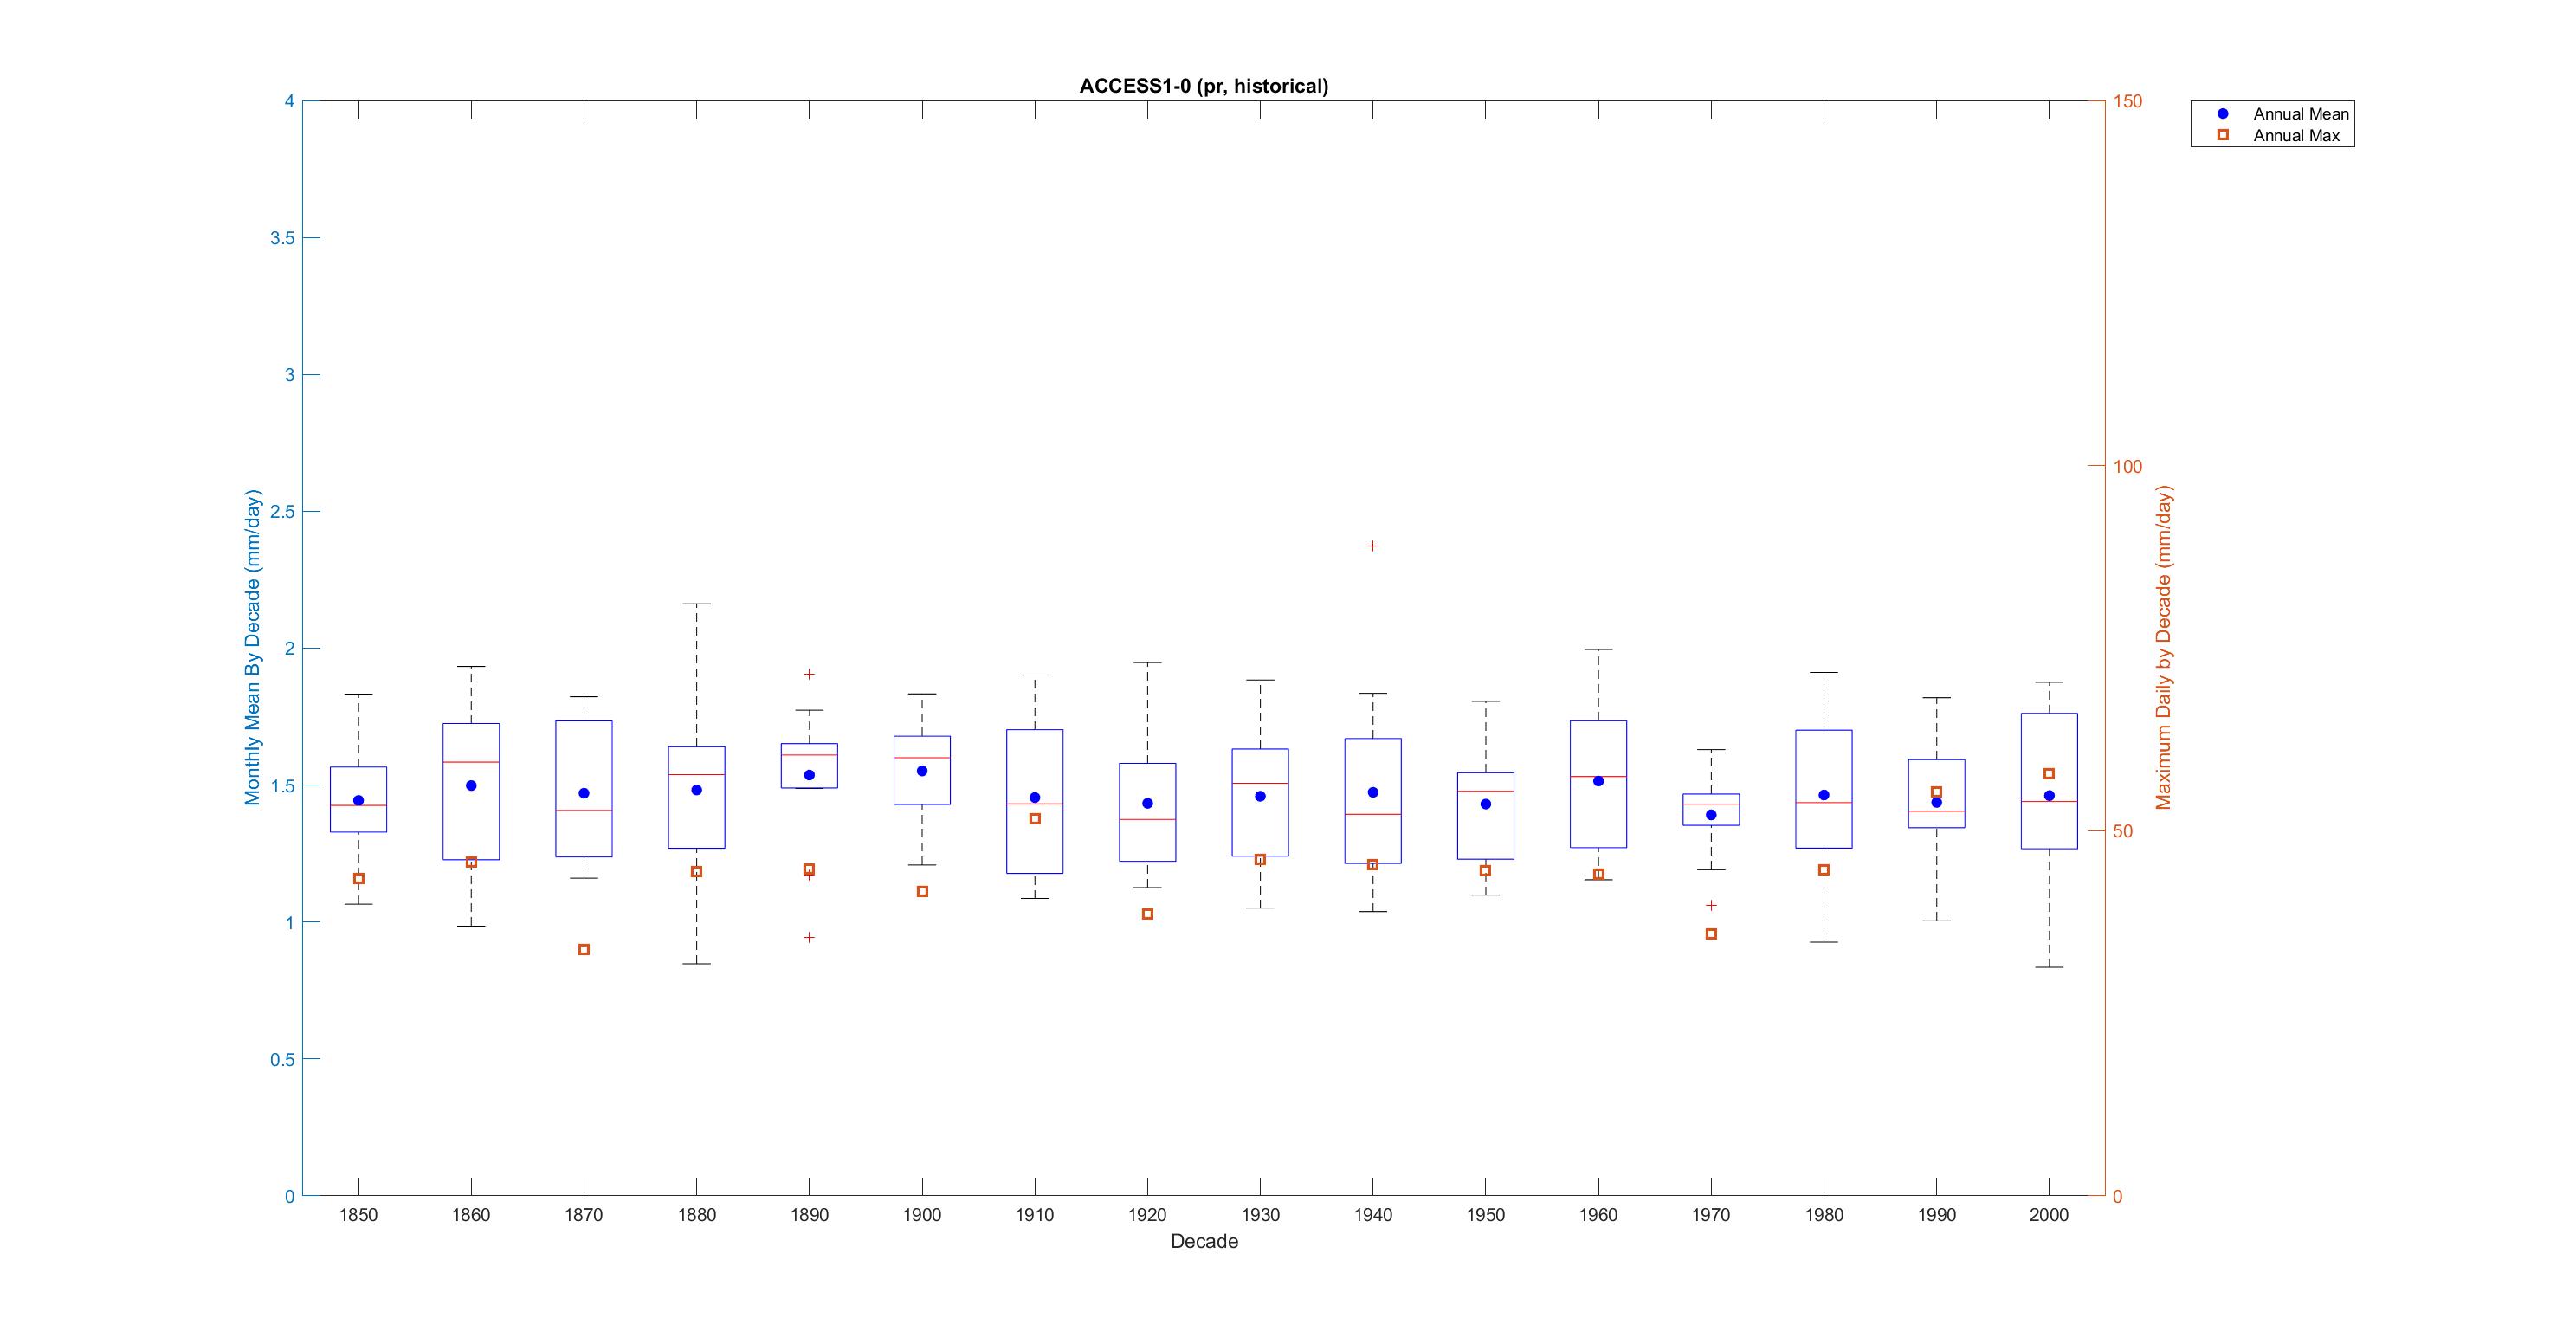 ACCESS1-0 (pr, historical)
Annual Mean
Annual Max
Monthly Mean By Decade (mm/day)
4
3.5
3
2.5
2
1.5
1
0.5
0
150
100
50
0
Maximum Daily by Decade (mm/day)
1850 1860 1870 1880 1890 1900 1910 1920 1930 1940 1950 1960 1970 1980 1990 2000
Decade